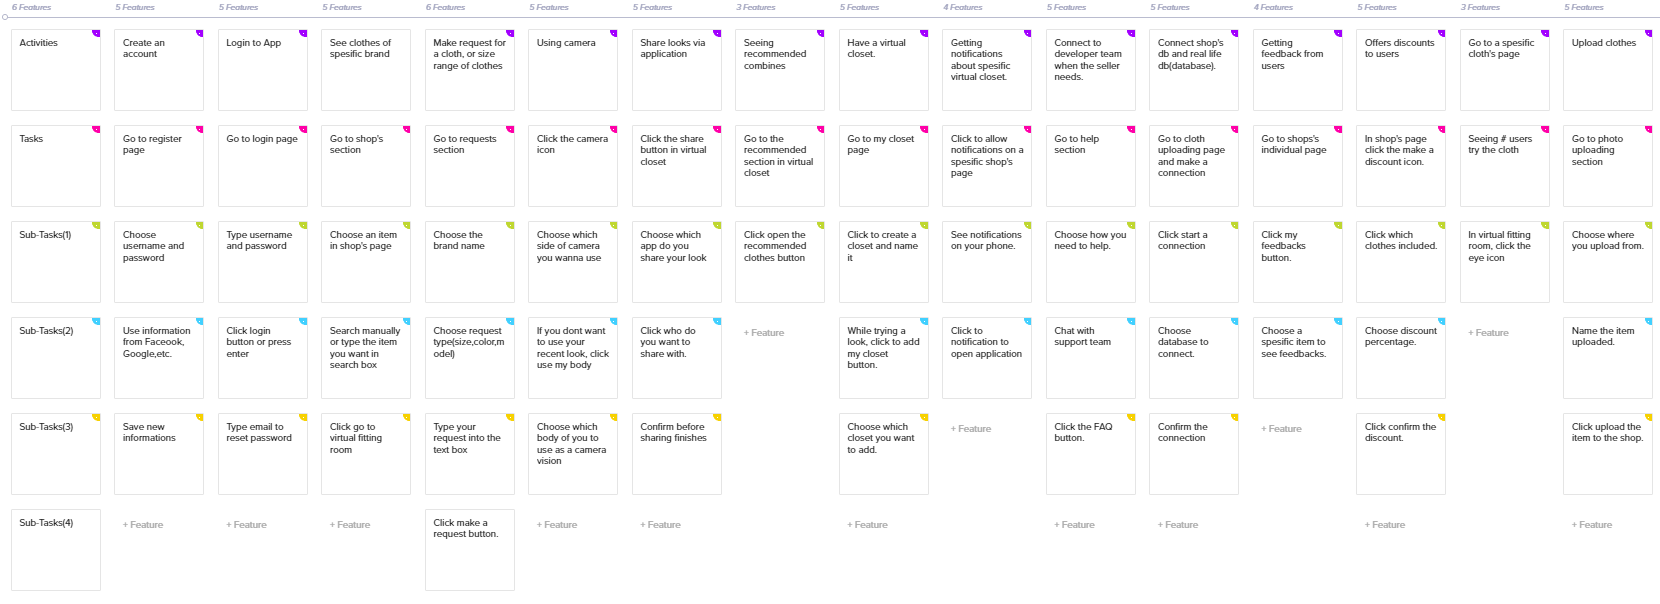 6 Features 5 Features 5 Features 5 Features 6 Features 5 Features 5 Features 3 Features 5 Features 4 Features 5 Features 5 Features 4 Features 5 Features 3 Features 5 Features
Activities
Create an
account
Login to App
See clothes of
spesific brand
Make request for
a cloth, or size
range of clothes
Using camera
Share looks via
application
Seeing
recommended
combines
Have a virtual
closet.
Getting
notifications
about spesific
virtual closet.
Connect to
developer team
when the seller
needs.
Connect shop's
db and real life
db(database).
Getting
feedback from
users
Offers discounts
to users
Go to a spesific
cloth's page
Upload clothes
Tasks
Go to register
page
Go to login page
Go to shop's
section
Go to requests
section
Click the camera
icon
Click the share
button in virtual
closet
Go to the
recommended
section in virtual
closet
Go to my closet
page
Click to allow
notifications on a
spesific shop's
page
Go to help
section
Go to cloth
uploading page
and make a
connection
Go to shops's
individual page
In shop's page
click the make a
discount icon.
Seeing # users
try the cloth
Go to photo
uploading
section
Sub-Tasks(1)
Choose
username and
password
Type username
and password
Choose an item
in shop's page
Choose the
brand name
Choose which
side of camera
you wanna use
Choose which
app do you
share your look
Click open the
recommended
clothes button
Click to create a
closet and name
it
See notifications
on your phone.
Choose how you
need to help.
Click start a
connection
Click my
feedbacks
button.
Click which
clothes included.
In virtual fitting
room, click the
eye icon
Choose where
you upload from.
Sub-Tasks(2)
Use information
from Faceook,
Google,etc.
Click login
button or press
enter
Search manually
or type the item
you want in
search box
Choose request
type(size,color,m
odel)
If you dont want
to use your
recent look, click
use my body
Click who do
you want to
share with.
+ Feature
While trying a
look, click to add
my closet
button.
Click to
notification to
open application
Chat with
support team
Choose
database to
connect.
Choose a
spesific item to
see feedbacks.
Choose discount
percentage.
+ Feature
Name the item
uploaded.
Sub-Tasks(3)
Save new
informations
Type email to
reset password
Click go to
virtual fitting
room
Type your
request into the
text box
Choose which
body of you to
use as a camera
vision
Confirm before
sharing finishes
Choose which
closet you want
to add.
+ Feature
Click the FAQ
button.
Confirm the
connection
+ Feature
Click confirm the
discount.
Click upload the
item to the shop.
Sub-Tasks(4)
+ Feature
+ Feature
+ Feature
Click make a
request button.
+ Feature
+ Feature
+ Feature
+ Feature
+ Feature
+ Feature
+ Feature